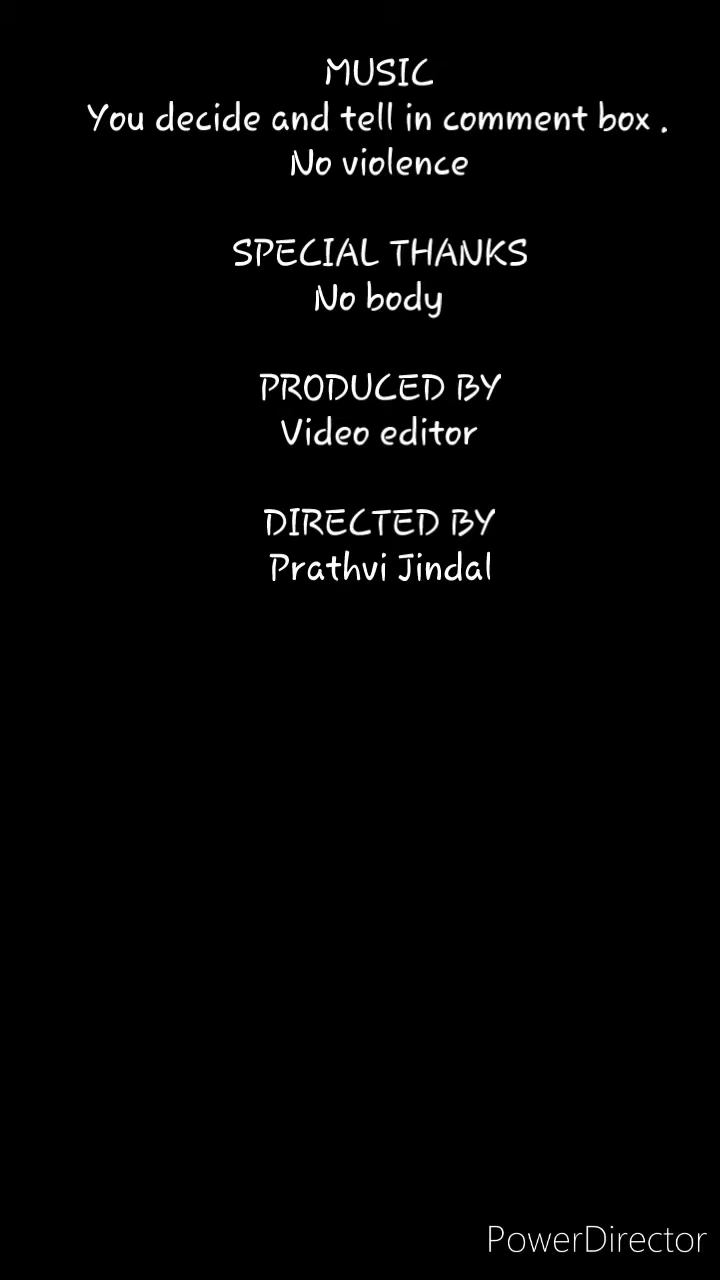 MUSIC
You decide and tell in comment box .
No violence
SPECIAL THANKS
No body
PRODUCED BY
Video editor
DIRECTED BY
Prathvi Jindal
PowerDirector